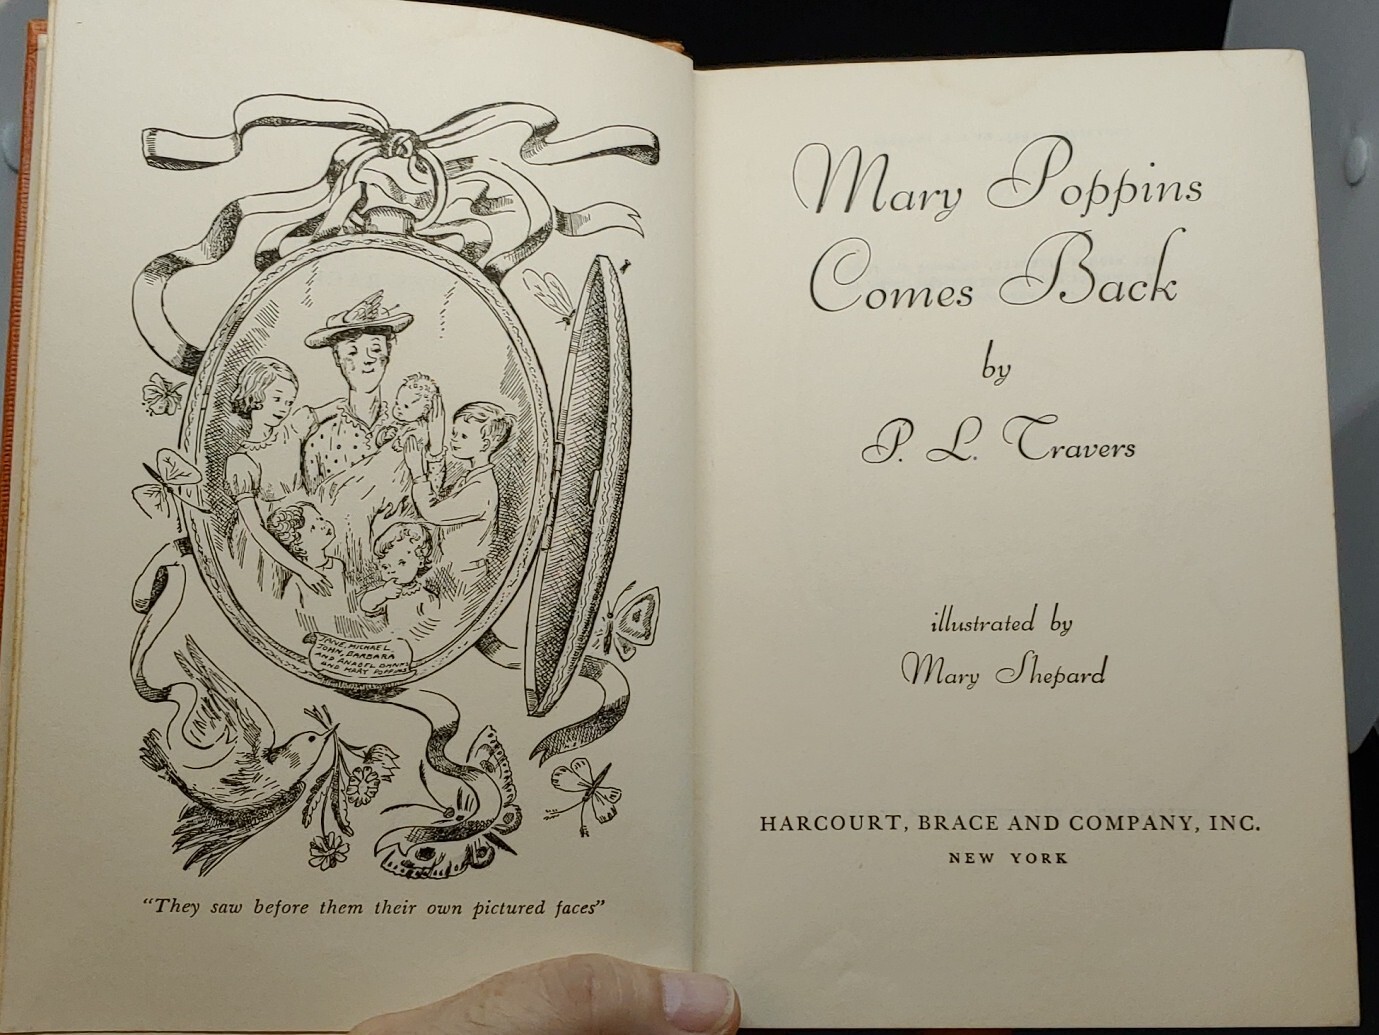 JANE, MICHAEL
JOHN, BARBARA
AND ANABEL BANKS
AND MARY POPPINS
"They saw before them their own pictured faces"
Mary Poppins
Comes Back
by
P. L. Travers
illustrated by
Mary Shepard
HARCOURT, BRACE AND COMPANY, INC.
NEW YORK